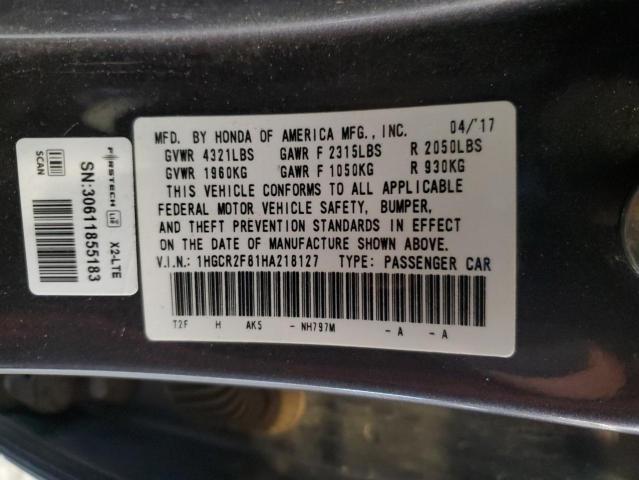 MFD. BY HONDA OF AMERICA MFG., INC. 04/'17
GVWR 4321LBS GAWR F 2315LBS R 2050LBS
GVWR 1960KG GAWR F 1050KG R 930KG
THIS VEHICLE CONFORMS TO ALL APPLICABLE
FEDERAL MOTOR VEHICLE SAFETY, BUMPER,
AND THEFT PREVENTION STANDARDS IN EFFECT
ON THE DATE OF MANUFACTURE SHOWN ABOVE.
V.I.N.: 1HGCR2F81HA218127 TYPE: PASSENGER CAR
T2F H AK5 - NH797M - A - A
SCAN
FIRSTECH X2-LTE
SN:30611855183